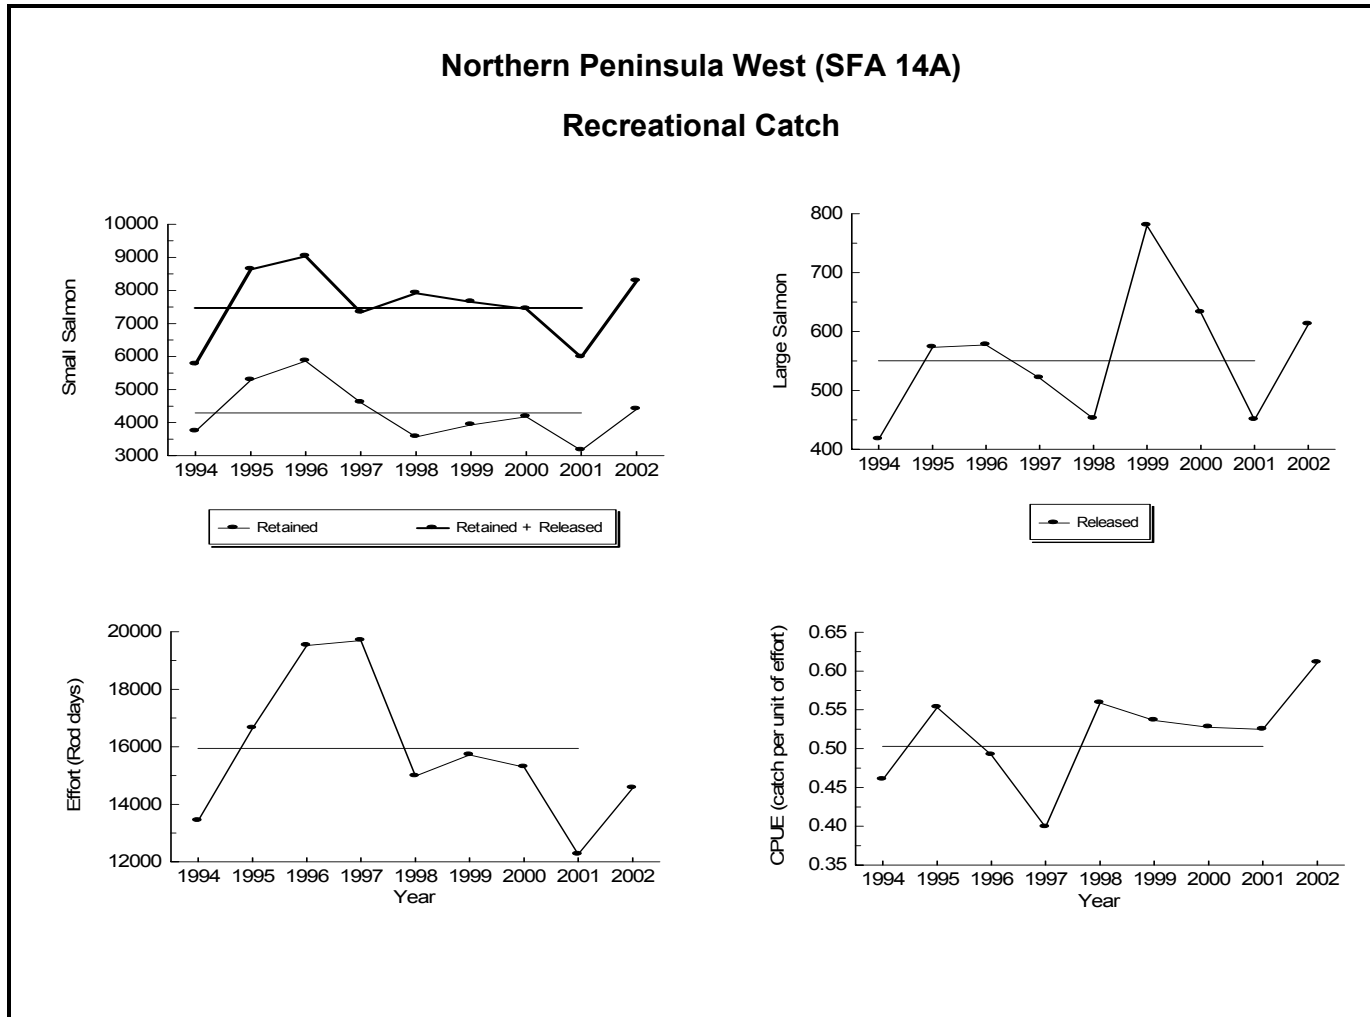 Northern Peninsula West (SFA 14A)
Recreational Catch
Small Salmon
10000
9000
8000
7000
6000
5000
4000
3000
1994 1995 1996 1997 1998 1999 2000 2001 2002
Retained Retained + Released
Large Salmon
800
700
600
500
400
1994 1995 1996 1997 1998 1999 2000 2001 2002
Released
Effort (Rod days)
20000
18000
16000
14000
12000
1994 1995 1996 1997 1998 1999 2000 2001 2002
Year
CPUE (catch per unit of effort)
0.65
0.60
0.55
0.50
0.45
0.40
0.35
1994 1995 1996 1997 1998 1999 2000 2001 2002
Year